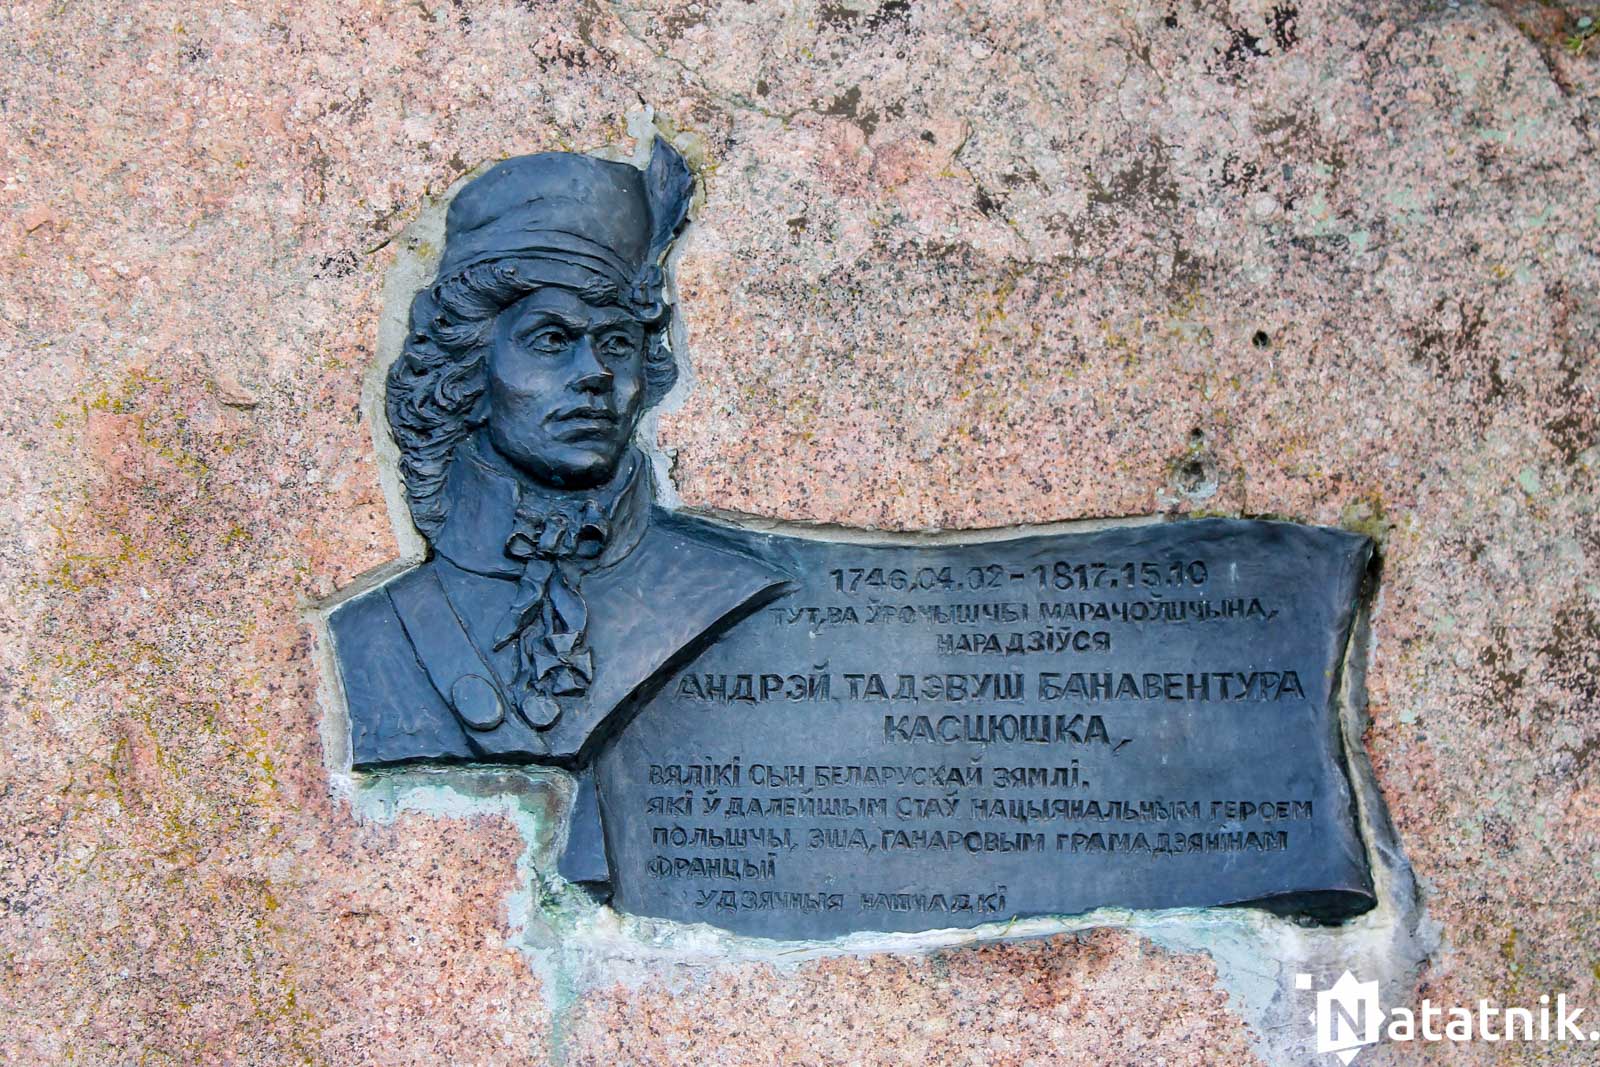 1746.04.02-1817.15.10
ТУТ, ВА ЎРОЧЫШЧЫ МАРАЧОЎШЧЫНА,
НАРАДЗІЎСЯ
АНДРЭЙ ТАДЭВУШ БАНАВЕНТУРА
КАСЦЮШКА,
ВЯЛІКІ СЫН БЕЛАРУСКАЙ ЗЯМЛІ,
ЯКІ Ў ДАЛЕЙШЫМ СТАЎ НАЦЫЯНАЛЬНЫМ ГЕРОЕМ
ПОЛЬШЧЫ, ЗША, ГАНАРОВЫМ ГРАМАДЗЯНІНАМ
ФРАНЦЫІ
УДЗЯЧНЫЯ НАШЧАДКІ
Natatnik.